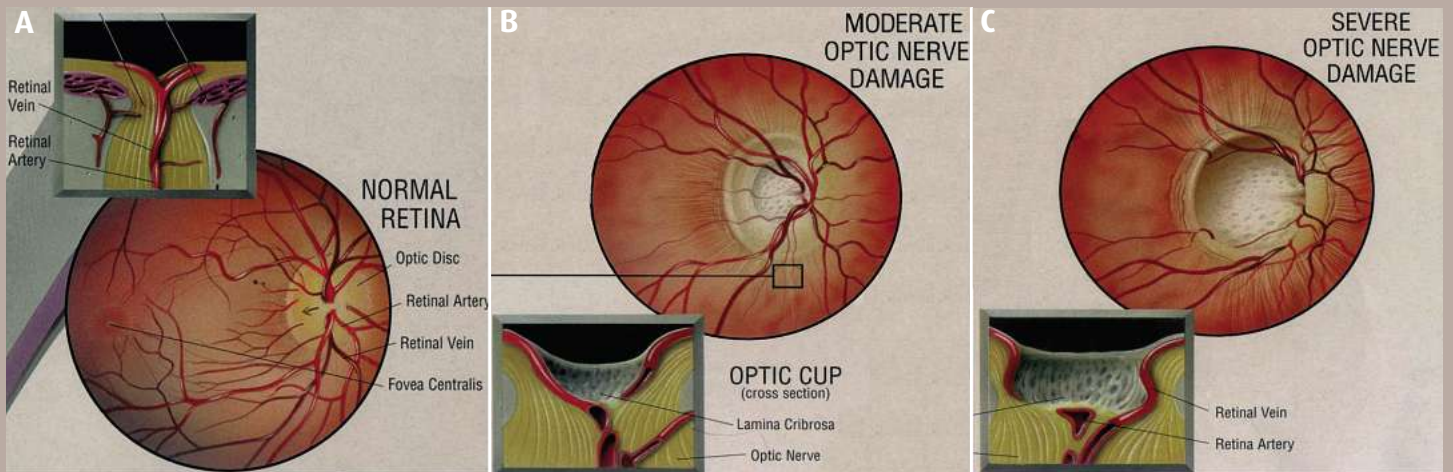 A
Retinal
Vein
Retinal
Artery
NORMAL
RETINA
Optic Disc
Retinal Artery
Retinal Vein
Fovea Centralis
B
MODERATE
OPTIC NERVE
DAMAGE
OPTIC CUP
(cross section)
Lamina Cribrosa
Optic Nerve
C
SEVERE
OPTIC NERVE
DAMAGE
Retinal Vein
Retina Artery